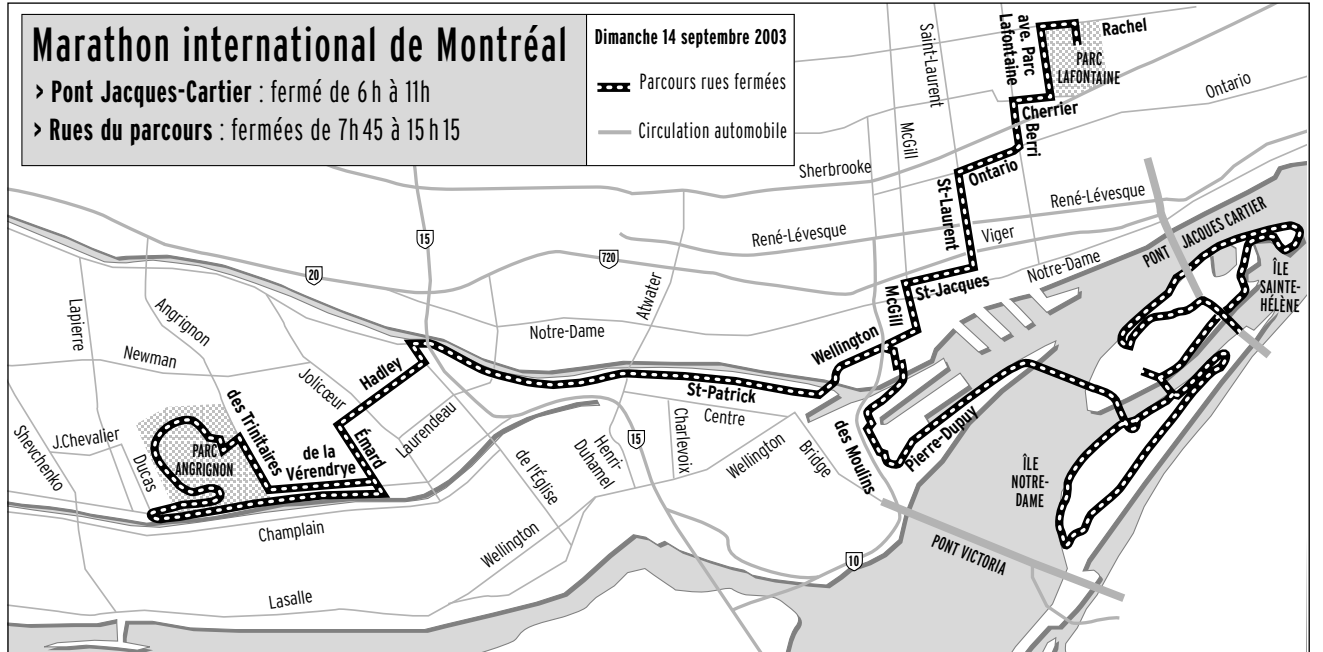 Marathon international de Montréal
› Pont Jacques-Cartier : fermé de 6 h à 11h
› Rues du parcours : fermées de 7 h 45 à 15 h 15
Dimanche 14 septembre 2003
Parcours rues fermées
Circulation automobile
Saint-Laurent
ave. Parc
Lafontaine
Rachel
PARC
LAFONTAINE
Ontario
Cherrier
Berri
McGill
Sherbrooke
Ontario
St-Laurent
René-Lévesque
René-Lévesque
Viger
PONT JACQUES CARTIER
15
20
720
Atwater
Notre-Dame
St-Jacques
McGill
ÎLE
SAINTE-
HÉLÈNE
Lapierre
Angrignon
Notre-Dame
Wellington
Newman
Jolicœur
Hadley
St-Patrick
Centre
des Trinitaires
Émard
Laurendeau
Charlevoix
Pierre-Dupuy
J.Chevalier
Shevchenko
Ducas
PARC
ANGRIGNON
de la
Vérendrye
de l'Église
Henri-
Duhamel
15
Wellington
Bridge
des Moulins
ÎLE
NOTRE-
DAME
Champlain
Wellington
10
PONT VICTORIA
Lasalle